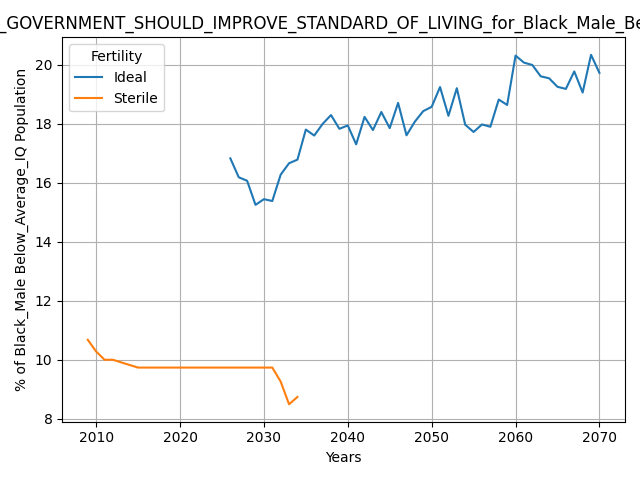 _GOVERNMENT_SHOULD_IMPROVE_STANDARD_OF_LIVING_for_Black_Male_Be
Fertility
Ideal
Sterile
% of Black_Male Below_Average_IQ Population
20
18
16
14
12
10
8
2010 2020 2030 2040 2050 2060 2070
Years